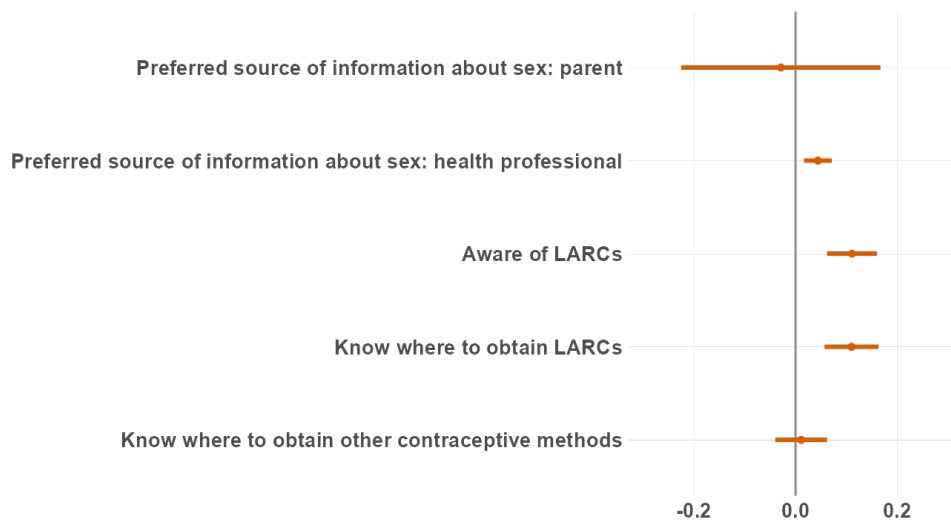 Preferred source of information about sex: parent
Preferred source of information about sex: health professional
Aware of LARCs
Know where to obtain LARCs
Know where to obtain other contraceptive methods
-0.2 0.0 0.2